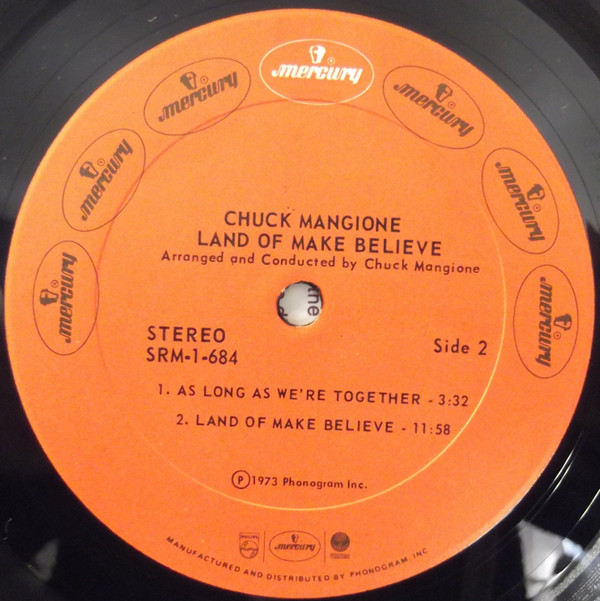 mercury
mercury
mercury
mercury
mercury
mercury
mercury
CHUCK MANGIONE
LAND OF MAKE BELIEVE
Arranged and Conducted by Chuck Mangione
STEREO
SRM-1-684
Side 2
1. AS LONG AS WE'RE TOGETHER - 3:32
2. LAND OF MAKE BELIEVE - 11:58
Ⓟ1973 Phonogram Inc.
PHILIPS
mercury
MANUFACTURED AND DISTRIBUTED BY PHONOGRAM, INC